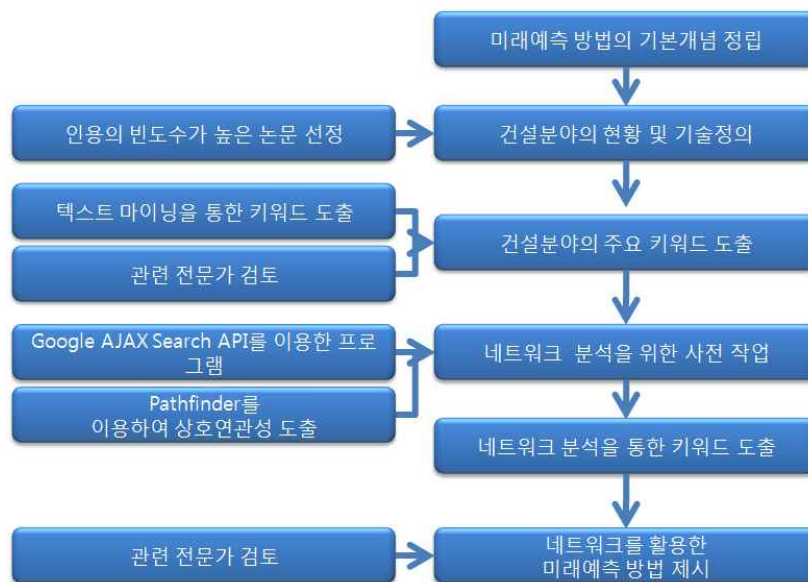 미래예측 방법의 기본개념 정립
인용의 빈도수가 높은 논문 선정
건설분야의 현황 및 기술정의
텍스트 마이닝을 통한 키워드 도출
관련 전문가 검토
건설분야의 주요 키워드 도출
Google AJAX Search API를 이용한 프로
그램
Pathfinder를
이용하여 상호연관성 도출
네트워크 분석을 위한 사전 작업
네트워크 분석을 통한 키워드 도출
관련 전문가 검토
네트워크를 활용한
미래예측 방법 제시